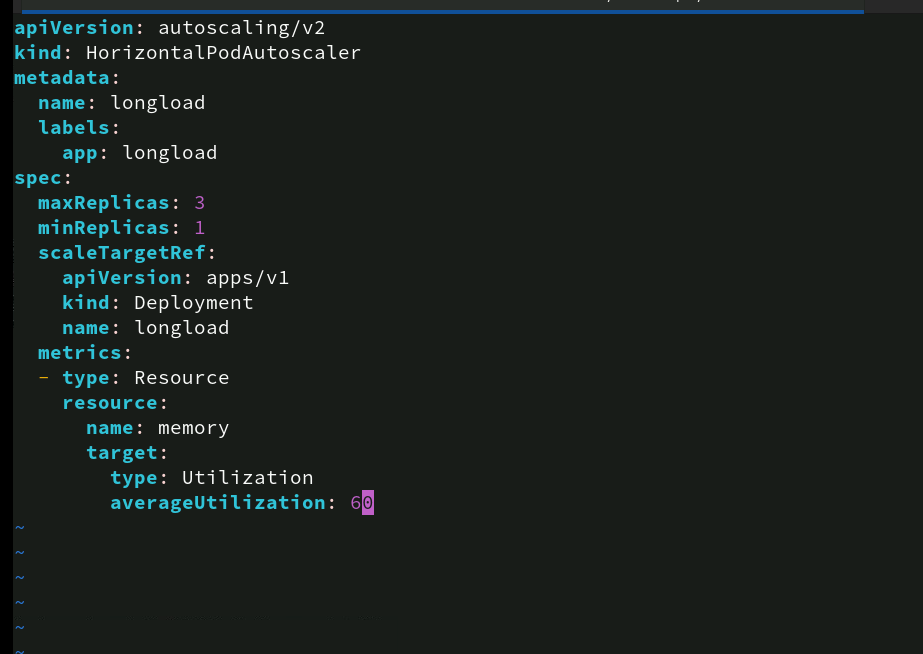 apiVersion: autoscaling/v2
kind: HorizontalPodAutoscaler
metadata:
  name: longload
  labels:
    app: longload
spec:
  maxReplicas: 3
  minReplicas: 1
  scaleTargetRef:
    apiVersion: apps/v1
    kind: Deployment
    name: longload
  metrics:
  - type: Resource
    resource:
      name: memory
      target:
        type: Utilization
        averageUtilization: 60
~
~
~
~
~
~